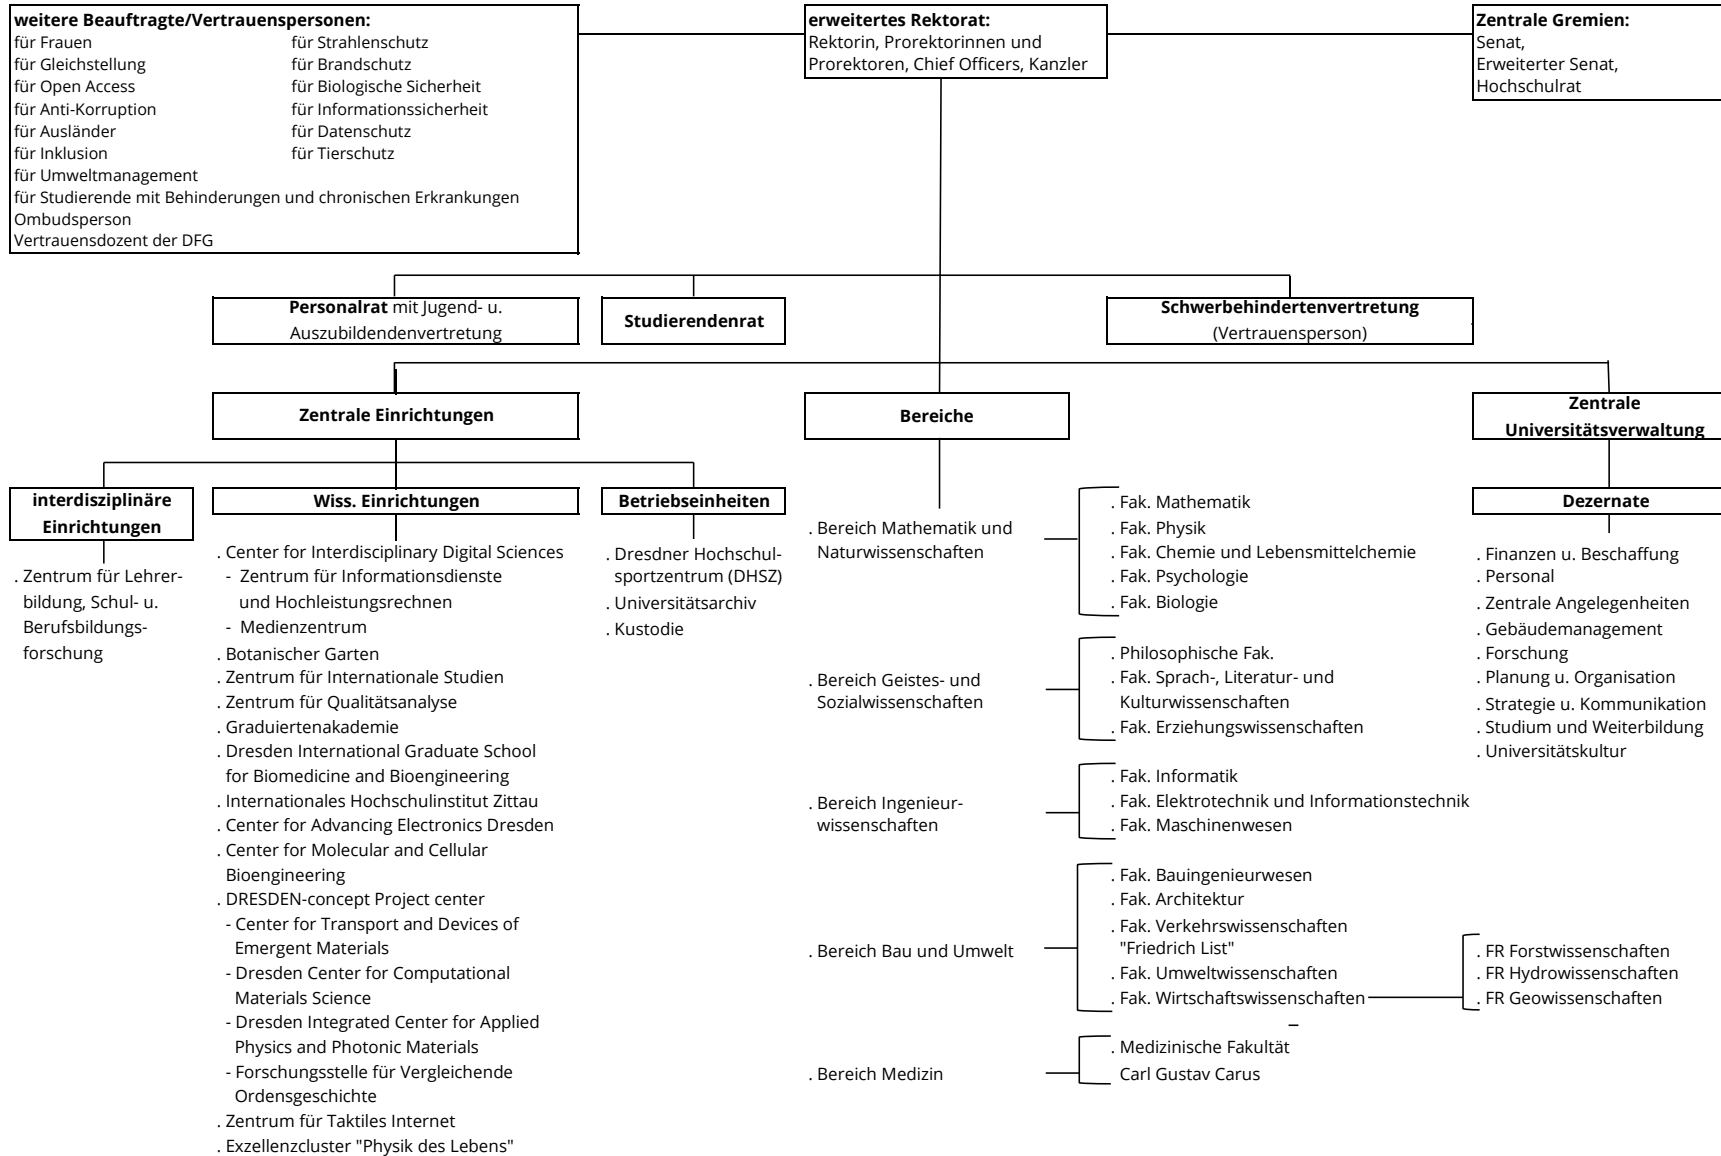 weitere Beauftragte/Vertrauenspersonen:
für Frauen
für Gleichstellung
für Open Access
für Anti-Korruption
für Ausländer
für Inklusion
für Umweltmanagement
für Strahlenschutz
für Brandschutz
für Biologische Sicherheit
für Informationssicherheit
für Datenschutz
für Tierschutz
für Studierende mit Behinderungen und chronischen Erkrankungen
Ombudsperson
Vertrauensdozent der DFG
erweitertes Rektorat:
Rektorin, Prorektorinnen und
Prorektoren, Chief Officers, Kanzler
Zentrale Gremien:
Senat,
Erweiterter Senat,
Hochschulrat
Personalrat mit Jugend- u.
Auszubildendenvertretung
Studierendenrat
Schwerbehindertenvertretung
(Vertrauensperson)
Zentrale Einrichtungen
Bereiche
Zentrale
Universitätsverwaltung
interdisziplinäre
Einrichtungen
. Zentrum für Lehrer-
bildung, Schul- u.
Berufsbildungs-
forschung
Wiss. Einrichtungen
. Center for Interdisciplinary Digital Sciences
- Zentrum für Informationsdienste
und Hochleistungsrechnen
- Medienzentrum
. Botanischer Garten
. Zentrum für Internationale Studien
. Zentrum für Qualitätsanalyse
. Graduiertenakademie
. Dresden International Graduate School
for Biomedicine and Bioengineering
. Internationales Hochschulinstitut Zittau
. Center for Advancing Electronics Dresden
. Center for Molecular and Cellular
Bioengineering
. DRESDEN-concept Project center
- Center for Transport and Devices of
Emergent Materials
- Dresden Center for Computational
Materials Science
- Dresden Integrated Center for Applied
Physics and Photonic Materials
- Forschungsstelle für Vergleichende
Ordensgeschichte
. Zentrum für Taktiles Internet
. Exzellenzcluster "Physik des Lebens"
Betriebseinheiten
. Dresdner Hochschul-
sportzentrum (DHSZ)
. Universitätsarchiv
. Kustodie
. Bereich Mathematik und
Naturwissenschaften
. Fak. Mathematik
. Fak. Physik
. Fak. Chemie und Lebensmittelchemie
. Fak. Psychologie
. Fak. Biologie
. Bereich Geistes- und
Sozialwissenschaften
. Philosophische Fak.
. Fak. Sprach-, Literatur- und
Kulturwissenschaften
. Fak. Erziehungswissenschaften
. Bereich Ingenieur-
wissenschaften
. Fak. Informatik
. Fak. Elektrotechnik und Informationstechnik
. Fak. Maschinenwesen
. Bereich Bau und Umwelt
. Fak. Bauingenieurwesen
. Fak. Architektur
. Fak. Verkehrswissenschaften
"Friedrich List"
. Fak. Umweltwissenschaften
. Fak. Wirtschaftswissenschaften
. FR Forstwissenschaften
. FR Hydrowissenschaften
. FR Geowissenschaften
. Bereich Medizin
. Medizinische Fakultät
Carl Gustav Carus
Dezernate
. Finanzen u. Beschaffung
. Personal
. Zentrale Angelegenheiten
. Gebäudemanagement
. Forschung
. Planung u. Organisation
. Strategie u. Kommunikation
. Studium und Weiterbildung
. Universitätskultur